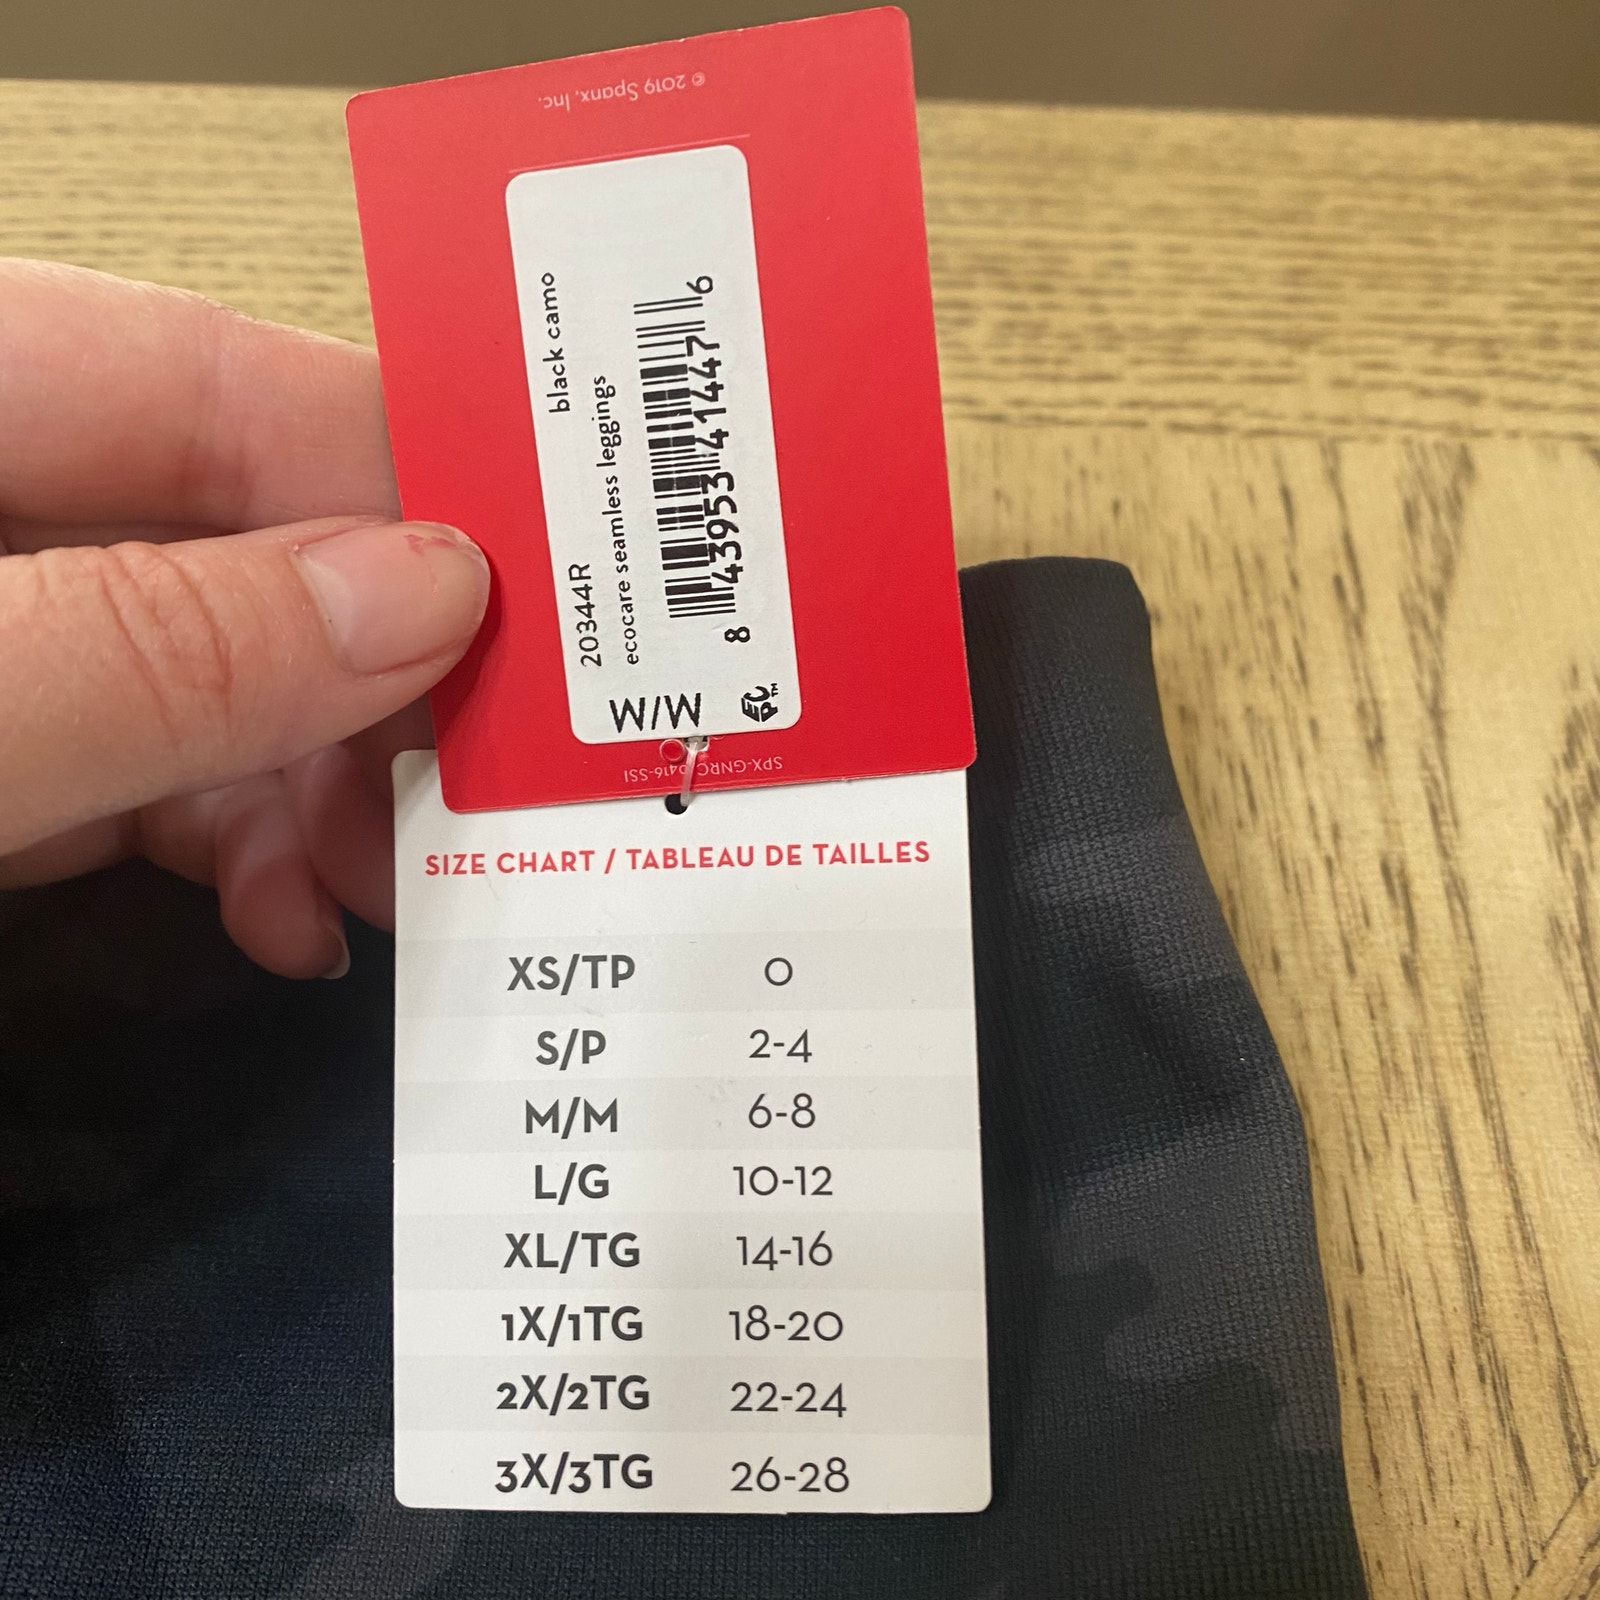 © 2019 Spanx, Inc.
20344R black camo
ecocare seamless leggings
8 43953 41447 6
M/M
EC
P™
SIZE CHART / TABLEAU DE TAILLES
XS/TP 0
S/P 2-4
M/M 6-8
L/G 10-12
XL/TG 14-16
1X/1TG 18-20
2X/2TG 22-24
3X/3TG 26-28